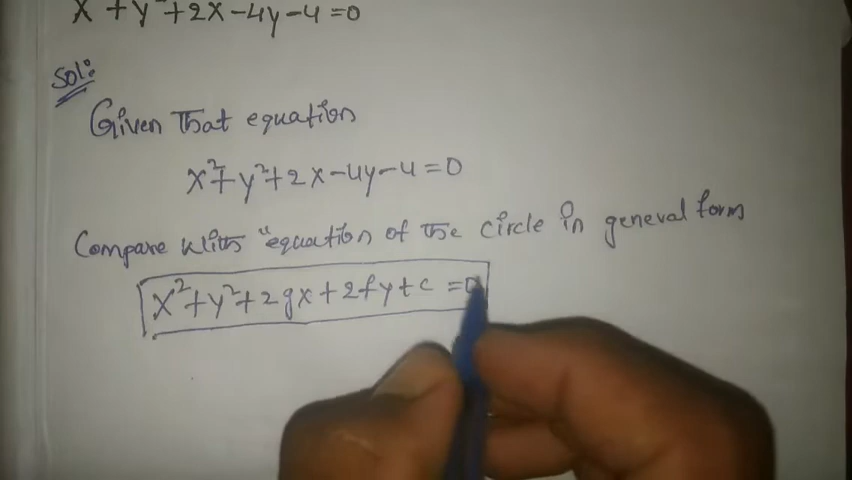 x²+y²+2x-4y-4=0
Sol:
Given That equation
x²+y²+2x-4y-4=0
Compare with "equation of the circle in general form
x²+y²+2gx+2fy+c=0